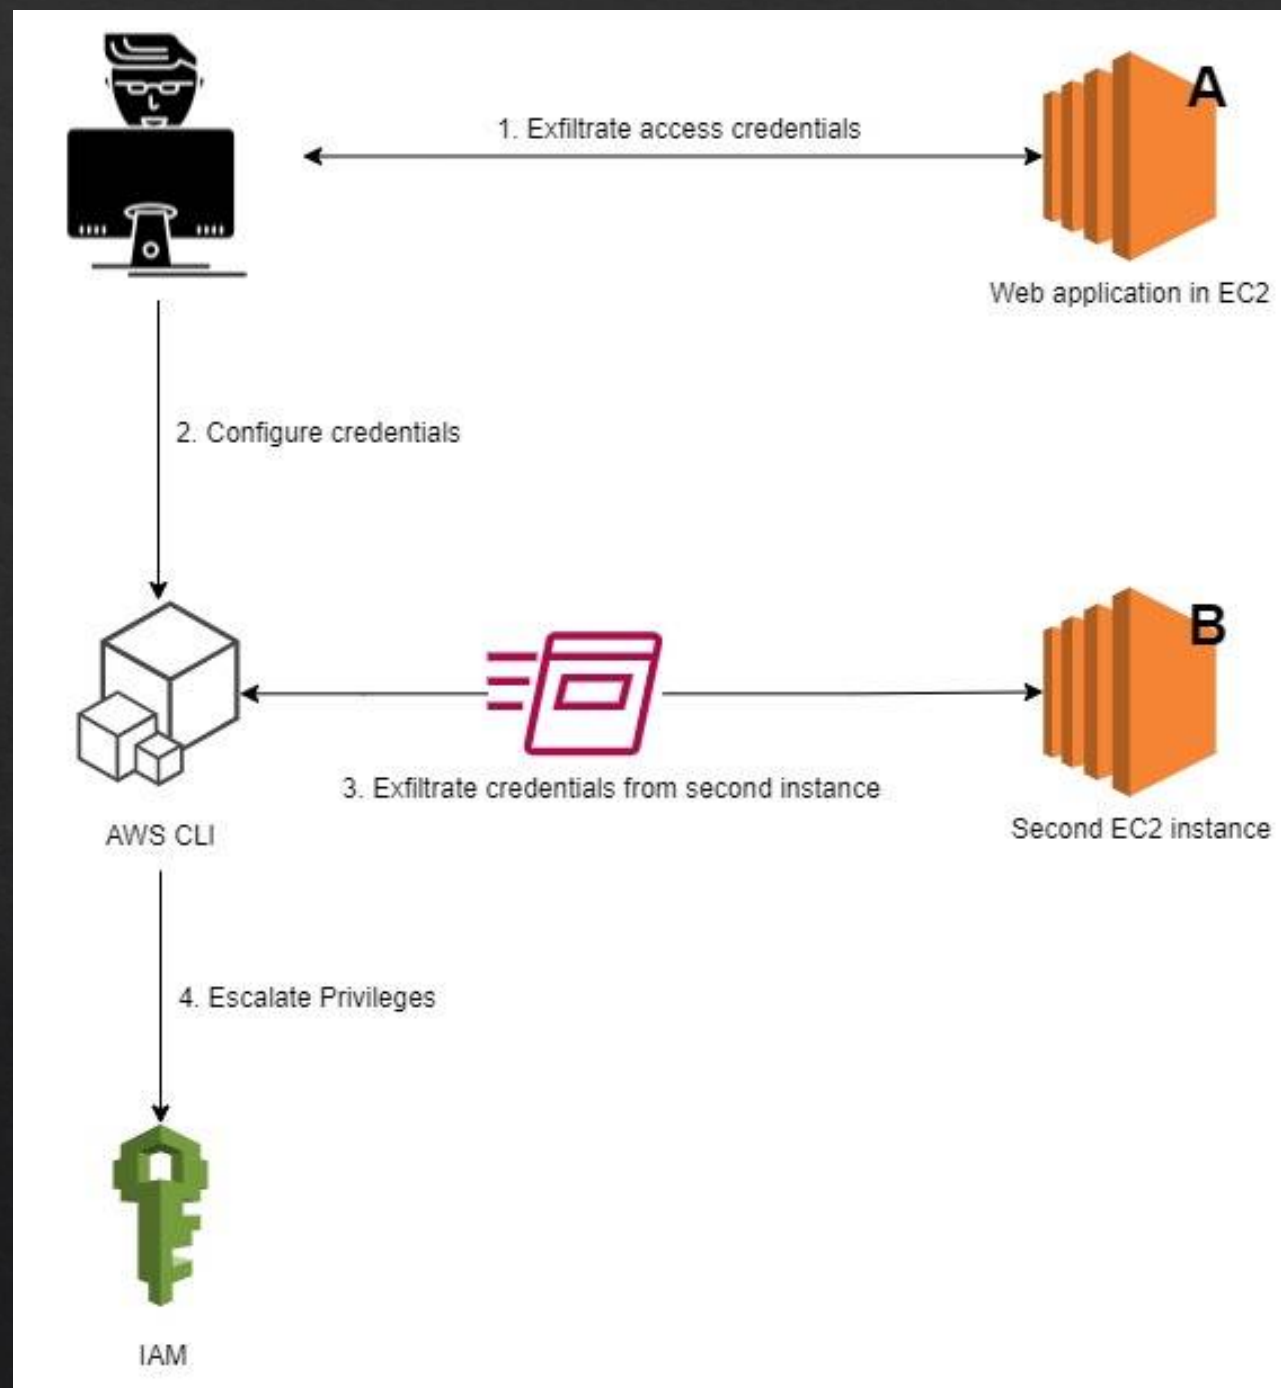 A
1. Exfiltrate access credentials
Web application in EC2
2. Configure credentials
B
3. Exfiltrate credentials from second instance
AWS CLI
Second EC2 instance
4. Escalate Privileges
IAM